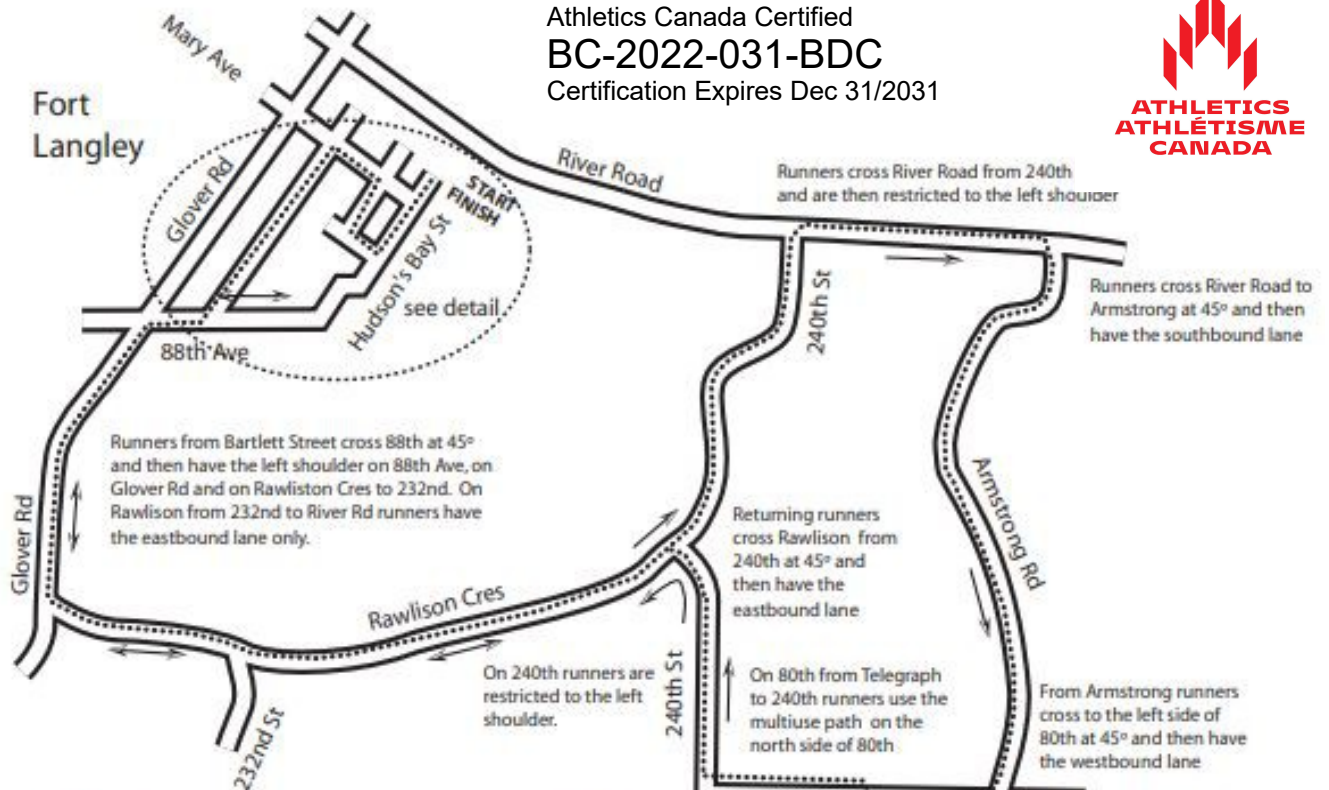 Athletics Canada Certified
BC-2022-031-BDC
Certification Expires Dec 31/2031
ATHLETICS
ATHLÉTISME
CANADA
Mary Ave
Fort
Langley
Glover Rd
START
FINISH
Hudson's Bay St
see detail
88th Ave
River Road
Runners cross River Road from 240th
and are then restricted to the left shoulder
240th St
Runners cross River Road to
Armstrong at 45º and then
have the southbound lane
Runners from Bartlett Street cross 88th at 45º
and then have the left shoulder on 88th Ave, on
Glover Rd and on Rawliston Cres to 232nd. On
Rawlison from 232nd to River Rd runners have
the eastbound lane only.
Glover Rd
Returning runners
cross Rawlison from
240th at 45º and
then have the
eastbound lane
Armstrong Rd
Rawlison Cres
On 240th runners are
restricted to the left
shoulder.
240th St
On 80th from Telegraph
to 240th runners use the
multiuse path on the
north side of 80th
From Armstrong runners
cross to the left side of
80th at 45º and then have
the westbound lane
232nd St